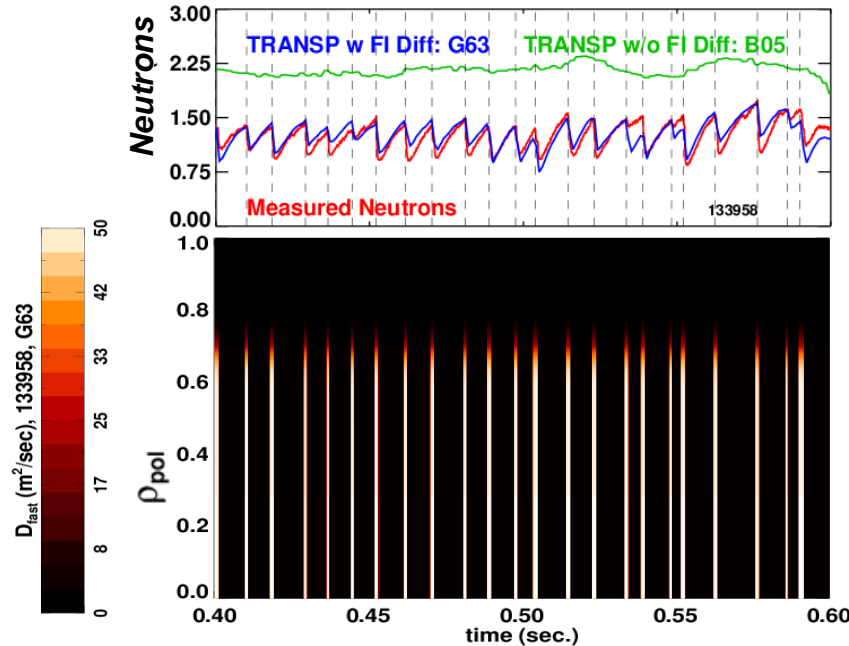 3.00
TRANSP w FI Diff: G63 TRANSP w/o FI Diff: B05
2.25
Neutrons
1.50
0.75
Measured Neutrons 133958
0.00
1.0
0.8
0.6
0.4
0.2
0.0
ρpol
0.40 0.45 0.50 0.55 0.60
time (sec.)
50
42
33
25
17
8
0
Dfast (m²/sec), 133958, G63